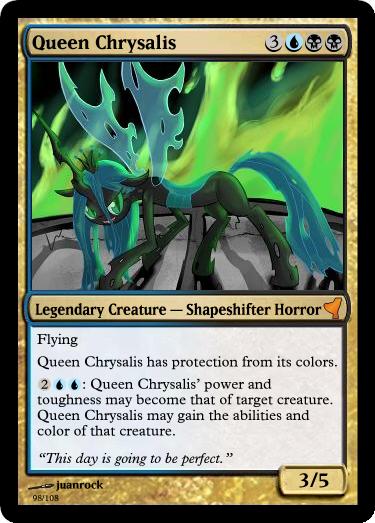 Queen Chrysalis 3
Legendary Creature — Shapeshifter Horror
Flying
Queen Chrysalis has protection from its colors.
2 : Queen Chrysalis’ power and
toughness may become that of target creature.
Queen Chrysalis may gain the abilities and
color of that creature.
“This day is going to be perfect.”
3/5
juanrock
98/108